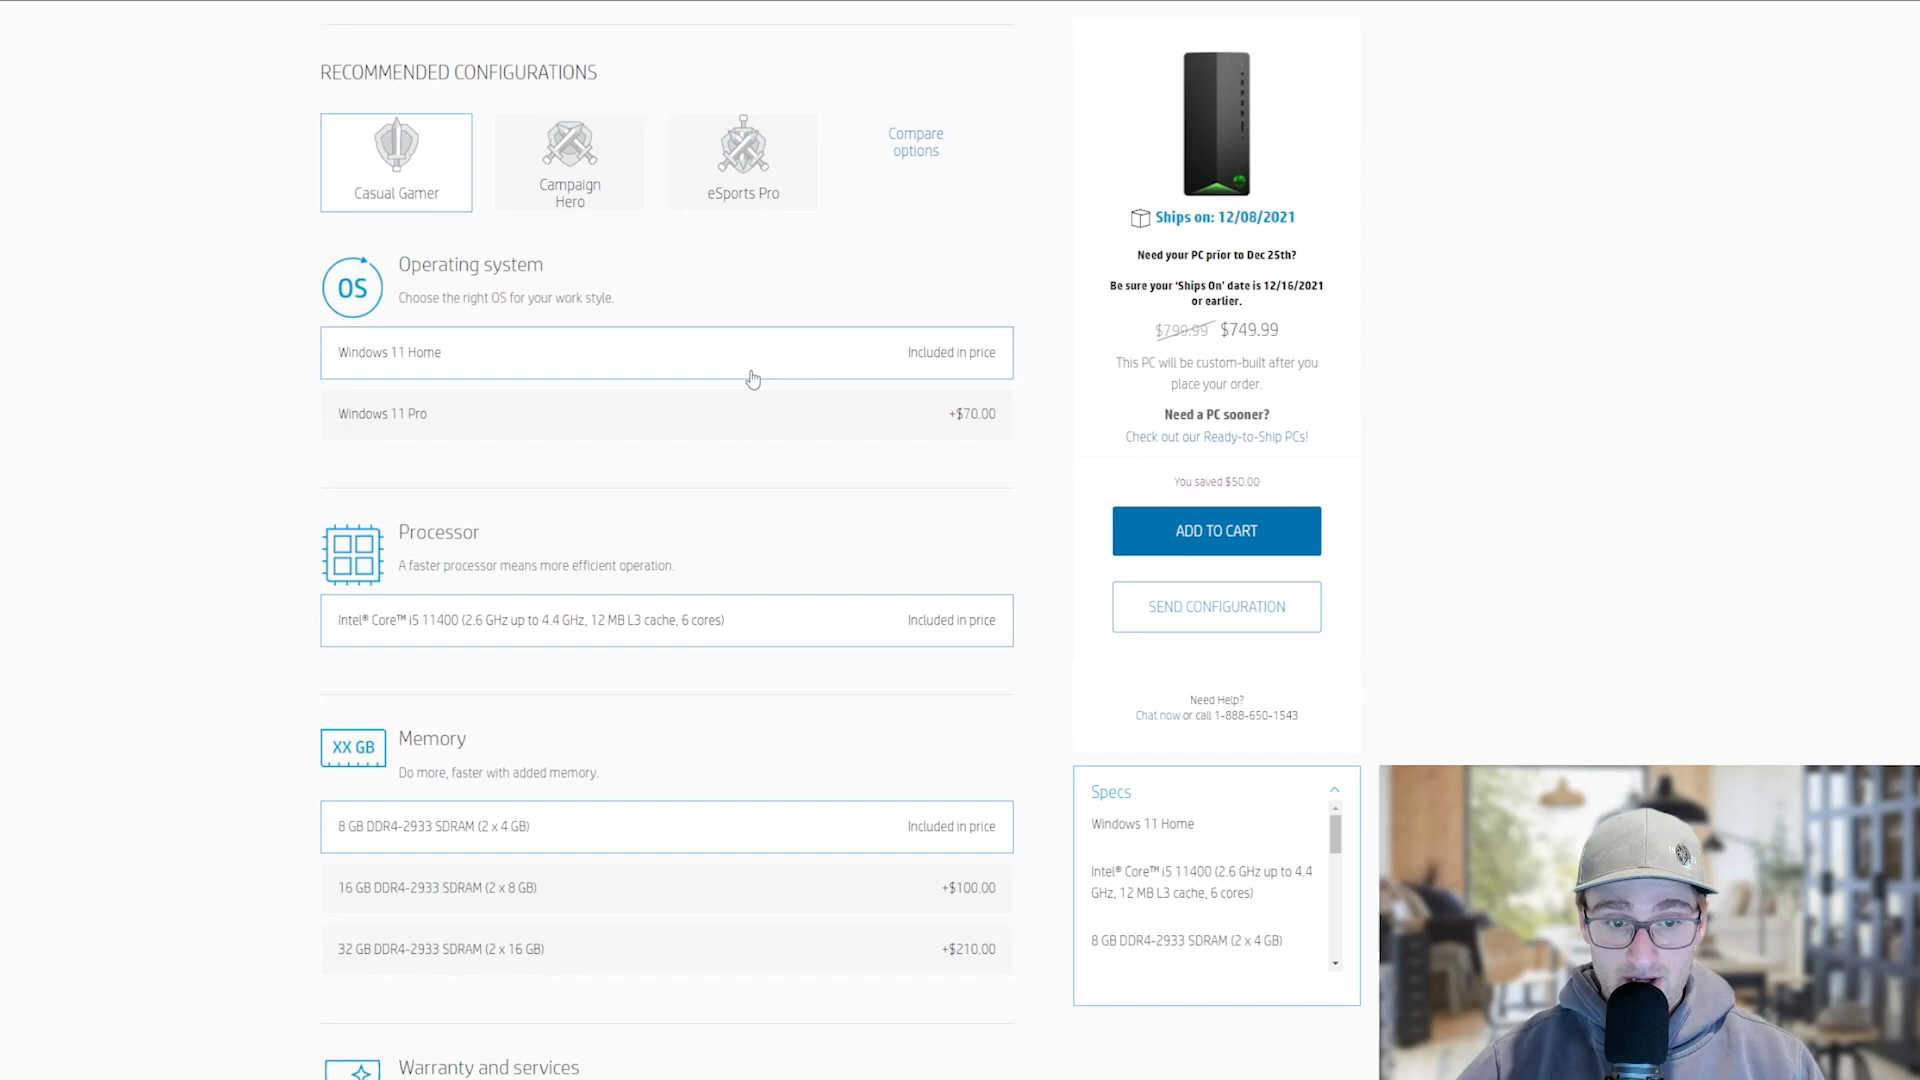 RECOMMENDED CONFIGURATIONS
Casual Gamer
Campaign
Hero
eSports Pro
Compare
options
OS
Operating system
Choose the right OS for your work style.
Windows 11 Home
Included in price
Windows 11 Pro
+$70.00
Processor
A faster processor means more efficient operation.
Intel® Core™ i5 11400 (2.6 GHz up to 4.4 GHz, 12 MB L3 cache, 6 cores)
Included in price
XX GB
Memory
Do more, faster with added memory.
8 GB DDR4-2933 SDRAM (2 x 4 GB)
Included in price
16 GB DDR4-2933 SDRAM (2 x 8 GB)
+$100.00
32 GB DDR4-2933 SDRAM (2 x 16 GB)
+$210.00
Warranty and services
Ships on: 12/08/2021
Need your PC prior to Dec 25th?
Be sure your 'Ships On' date is 12/16/2021
or earlier.
$799.99 $749.99
This PC will be custom-built after you
place your order.
Need a PC sooner?
Check out our Ready-to-Ship PCs!
You saved $50.00
ADD TO CART
SEND CONFIGURATION
Need Help?
Chat now or call 1-888-650-1543
Specs
Windows 11 Home
Intel® Core™ i5 11400 (2.6 GHz up to 4.4
GHz, 12 MB L3 cache, 6 cores)
8 GB DDR4-2933 SDRAM (2 x 4 GB)